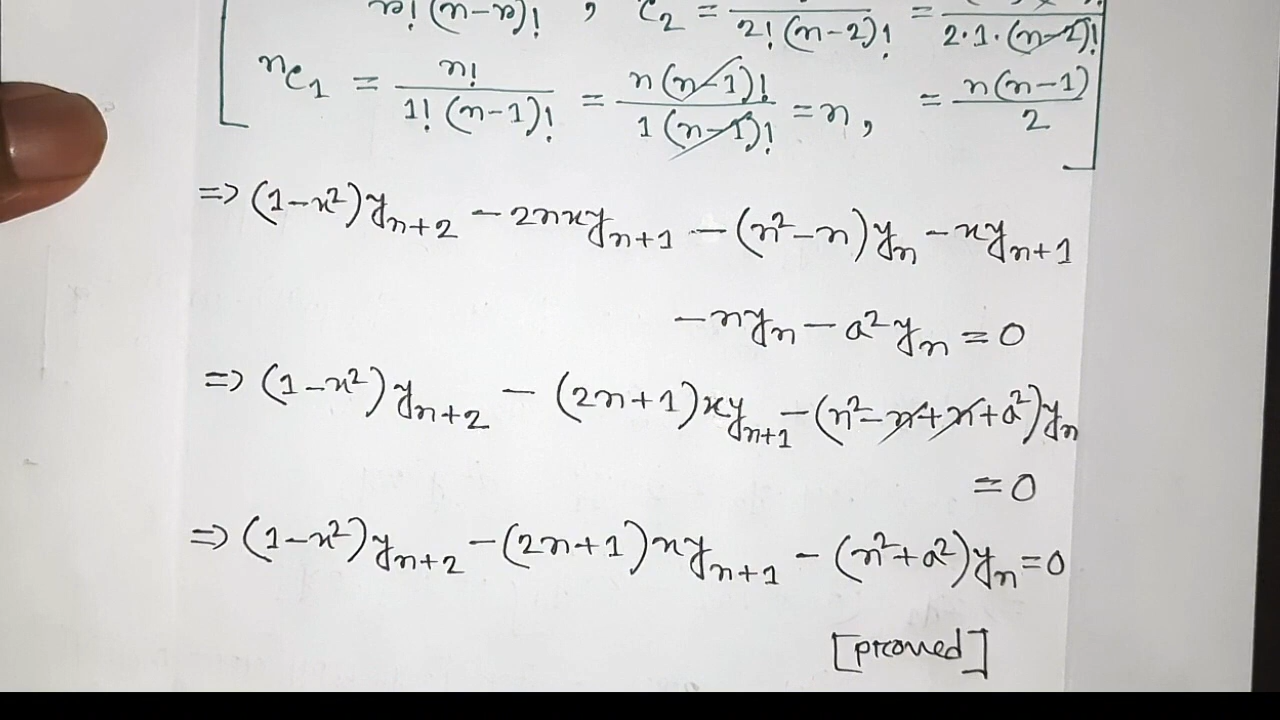 , C₂ = 2!(n-2)! = 2·1·(n-2)!
ⁿC₁ = n!/1!(n-1)! = n(n-1)!/1(n-1)! = n, = n(n-1)/2
=> (1-x²)yₙ₊₂ - 2nxyₙ₊₁ - (n²-n)yₙ - xyₙ₊₁
- nyₙ - a²yₙ = 0
=> (1-x²)yₙ₊₂ - (2n+1)xyₙ₊₁ - (n²-n+n+a²)yₙ
= 0
=> (1-x²)yₙ₊₂ - (2n+1)xyₙ₊₁ - (n²+a²)yₙ = 0
[proved]